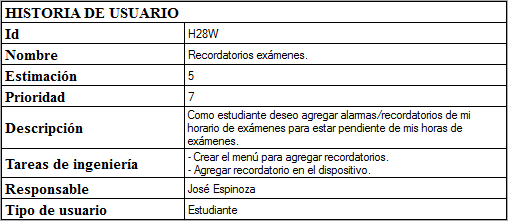 HISTORIA DE USUARIO
Id H28W
Nombre Recordatorios exámenes.
Estimación 5
Prioridad 7
Descripción Como estudiante deseo agregar alarmas/recordatorios de mi
horario de exámenes para estar pendiente de mis horas de
exámenes.
Tareas de ingeniería - Crear el menú para agregar recordatorios.
- Agregar recordatorio en el dispositivo.
Responsable José Espinoza
Tipo de usuario Estudiante